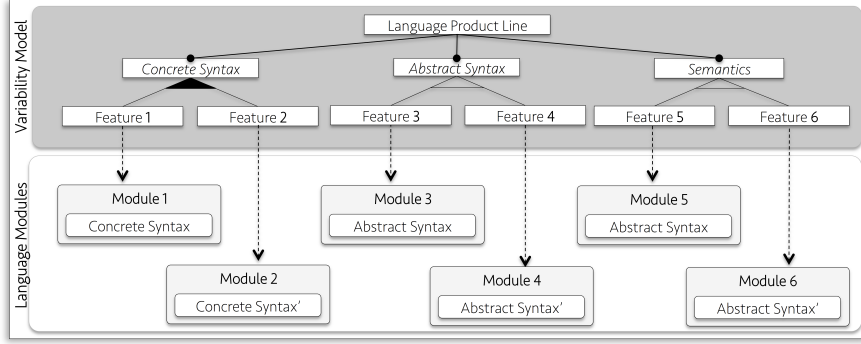 Variability Model
Language Product Line
Concrete Syntax
Abstract Syntax
Semantics
Feature 1
Feature 2
Feature 3
Feature 4
Feature 5
Feature 6
Language Modules
Module 1
Concrete Syntax
Module 3
Abstract Syntax
Module 5
Abstract Syntax
Module 2
Concrete Syntax'
Module 4
Abstract Syntax'
Module 6
Abstract Syntax'